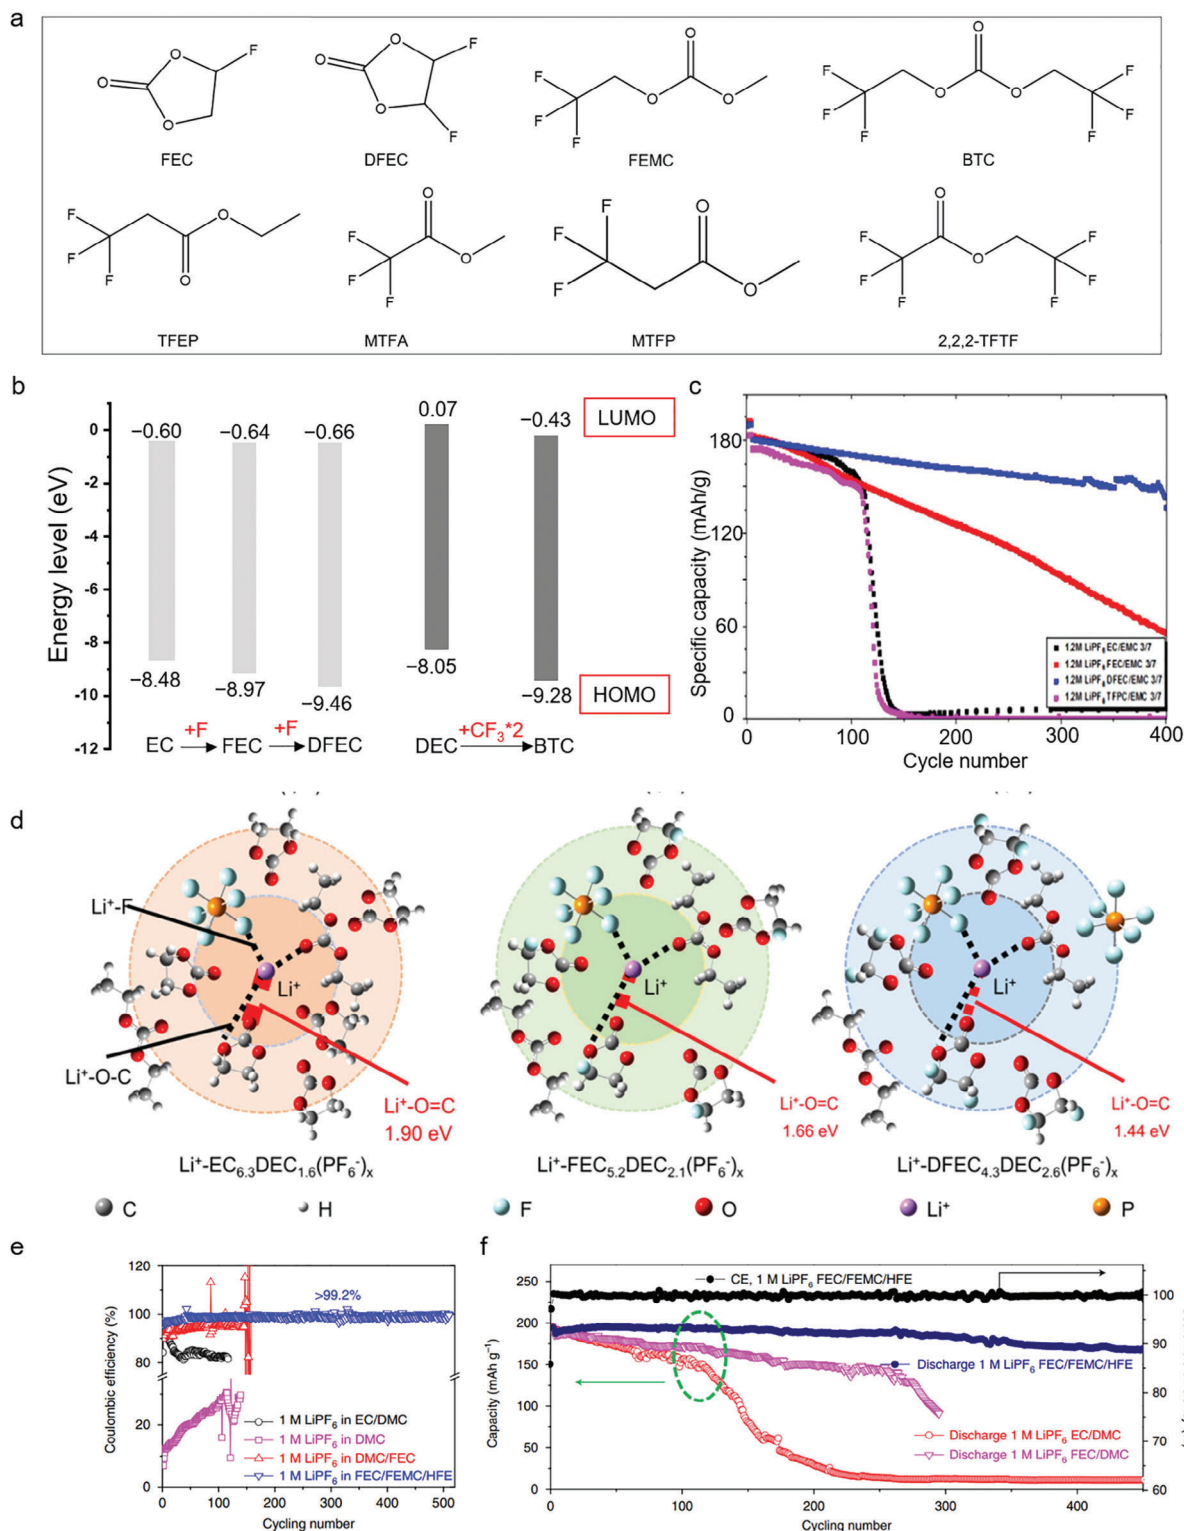 a
O
O
O
F
FEC
O
O
O
F
F
DFEC
F
F
F
O
O
O
FEMC
F
F
F
O
O
O
F
F
F
BTC
F
F
F
O
O
TFEP
F
F
F
O
O
MTFA
F
F
F
O
O
MTFP
F
F
F
O
O
F
F
F
2,2,2-TFTF
b
Energy level (eV)
0
-2
-4
-6
-8
-10
-12
−0.60
−0.64
−0.66
0.07
−0.43
LUMO
−8.48
−8.97
−9.46
−8.05
−9.28
HOMO
EC +F FEC +F DFEC
DEC +CF₃*2 BTC
c
Specific capacity (mAh/g)
180
120
60
0
1.2M LiPF₆ EC/EMC 3/7
1.2M LiPF₆ FEC/EMC 3/7
1.2M LiPF₆ DFEC/EMC 3/7
1.2M LiPF₆ TFPC/EMC 3/7
0 50 100 150 200 250 300 350 400
Cycle number
d
Li⁺-F
Li⁺
Li⁺-O-C
Li⁺-O=C
1.90 eV
Li⁺-EC₆.₃DEC₁.₆(PF₆⁻)ₓ
Li⁺
Li⁺-O=C
1.66 eV
Li⁺-FEC₅.₂DEC₂.₁(PF₆⁻)ₓ
Li⁺
Li⁺-O=C
1.44 eV
Li⁺-DFEC₄.₃DEC₂.₆(PF₆⁻)ₓ
C H F O Li⁺ P
e
Coulombic efficiency (%)
120
100
80
20
0
>99.2%
1 M LiPF₆ in EC/DMC
1 M LiPF₆ in DMC
1 M LiPF₆ in DMC/FEC
1 M LiPF₆ in FEC/FEMC/HFE
0 100 200 300 400 500
Cycling number
f
Capacity (mAh g⁻¹)
250
200
150
100
50
0
CE, 1 M LiPF₆ FEC/FEMC/HFE
Discharge 1 M LiPF₆ FEC/FEMC/HFE
Discharge 1 M LiPF₆ EC/DMC
Discharge 1 M LiPF₆ FEC/DMC
100
90
80
70
60
0 100 200 300 400
Cycling number